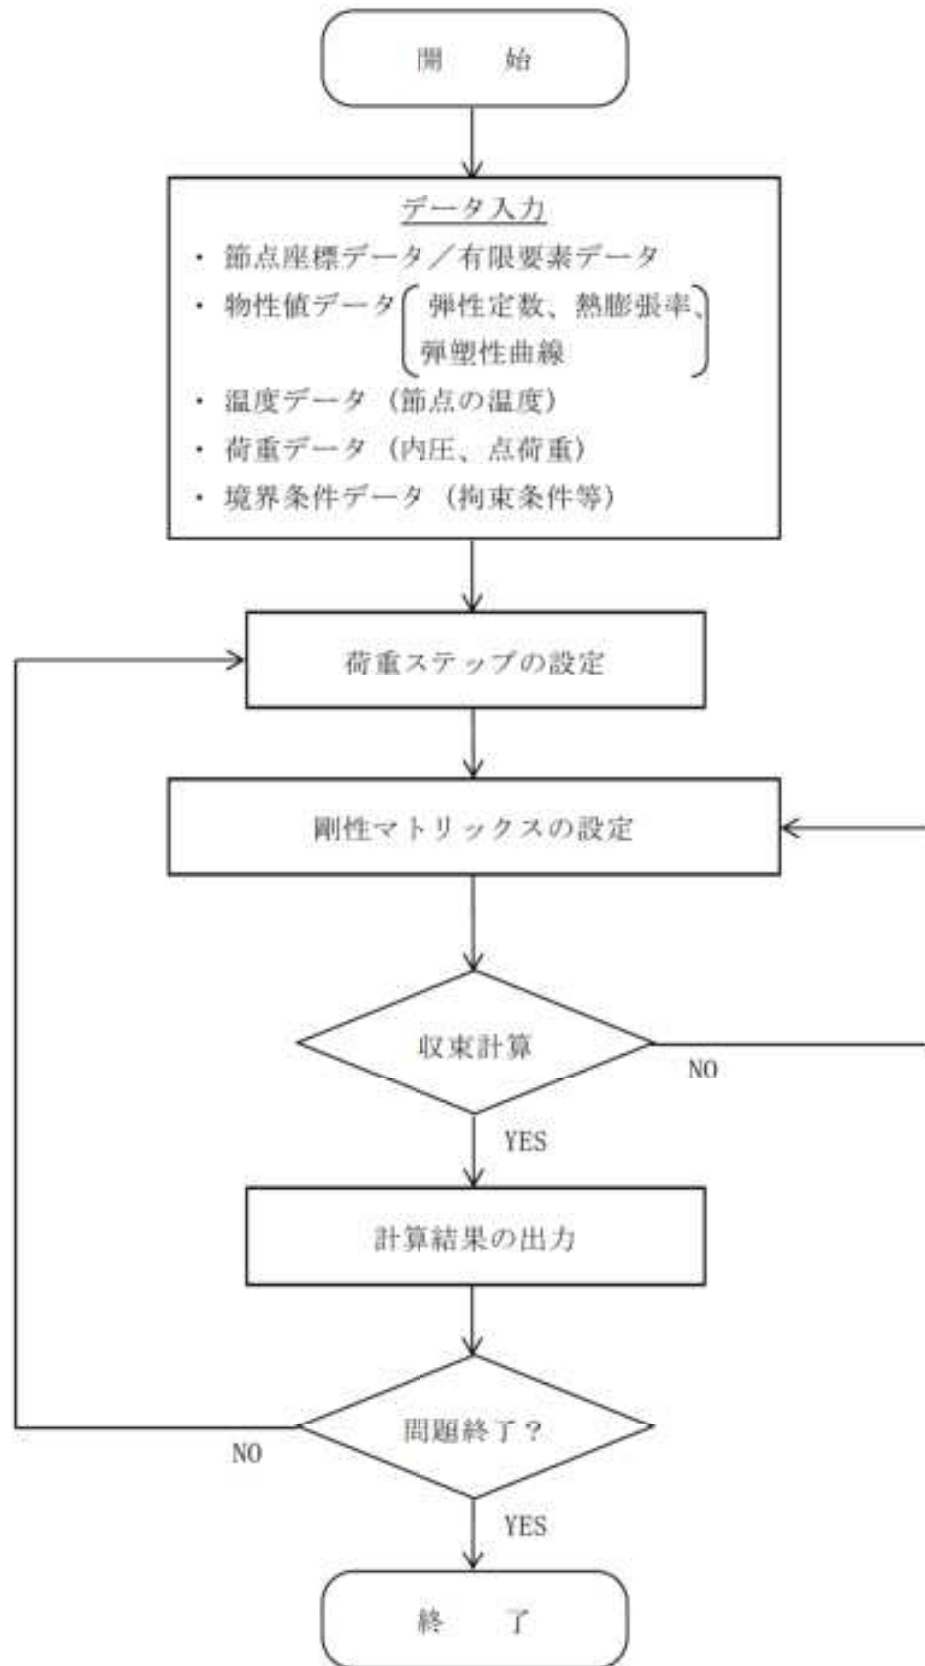 開 始
データ入力
・ 節点座標データ／有限要素データ
・ 物性値データ 弾性定数、熱膨張率、
弾塑性曲線
・ 温度データ (節点の温度)
・ 荷重データ (内圧、点荷重)
・ 境界条件データ (拘束条件等)
荷重ステップの設定
剛性マトリックスの設定
収束計算
NO
YES
計算結果の出力
問題終了？
NO
YES
終 了